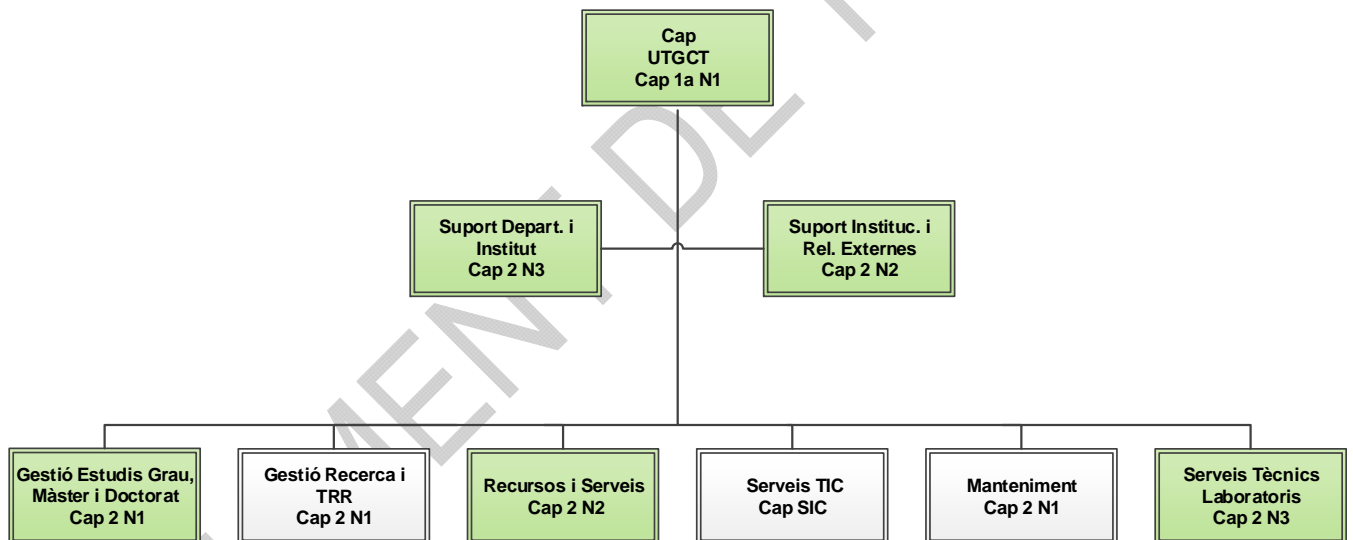 Cap
UTGCT
Cap 1a N1
Suport Depart. i
Institut
Cap 2 N3
Suport Instituc. i
Rel. Externes
Cap 2 N2
Gestió Estudis Grau,
Màster i Doctorat
Cap 2 N1
Gestió Recerca i
TRR
Cap 2 N1
Recursos i Serveis
Cap 2 N2
Serveis TIC
Cap SIC
Manteniment
Cap 2 N1
Serveis Tècnics
Laboratoris
Cap 2 N3
MENT DE